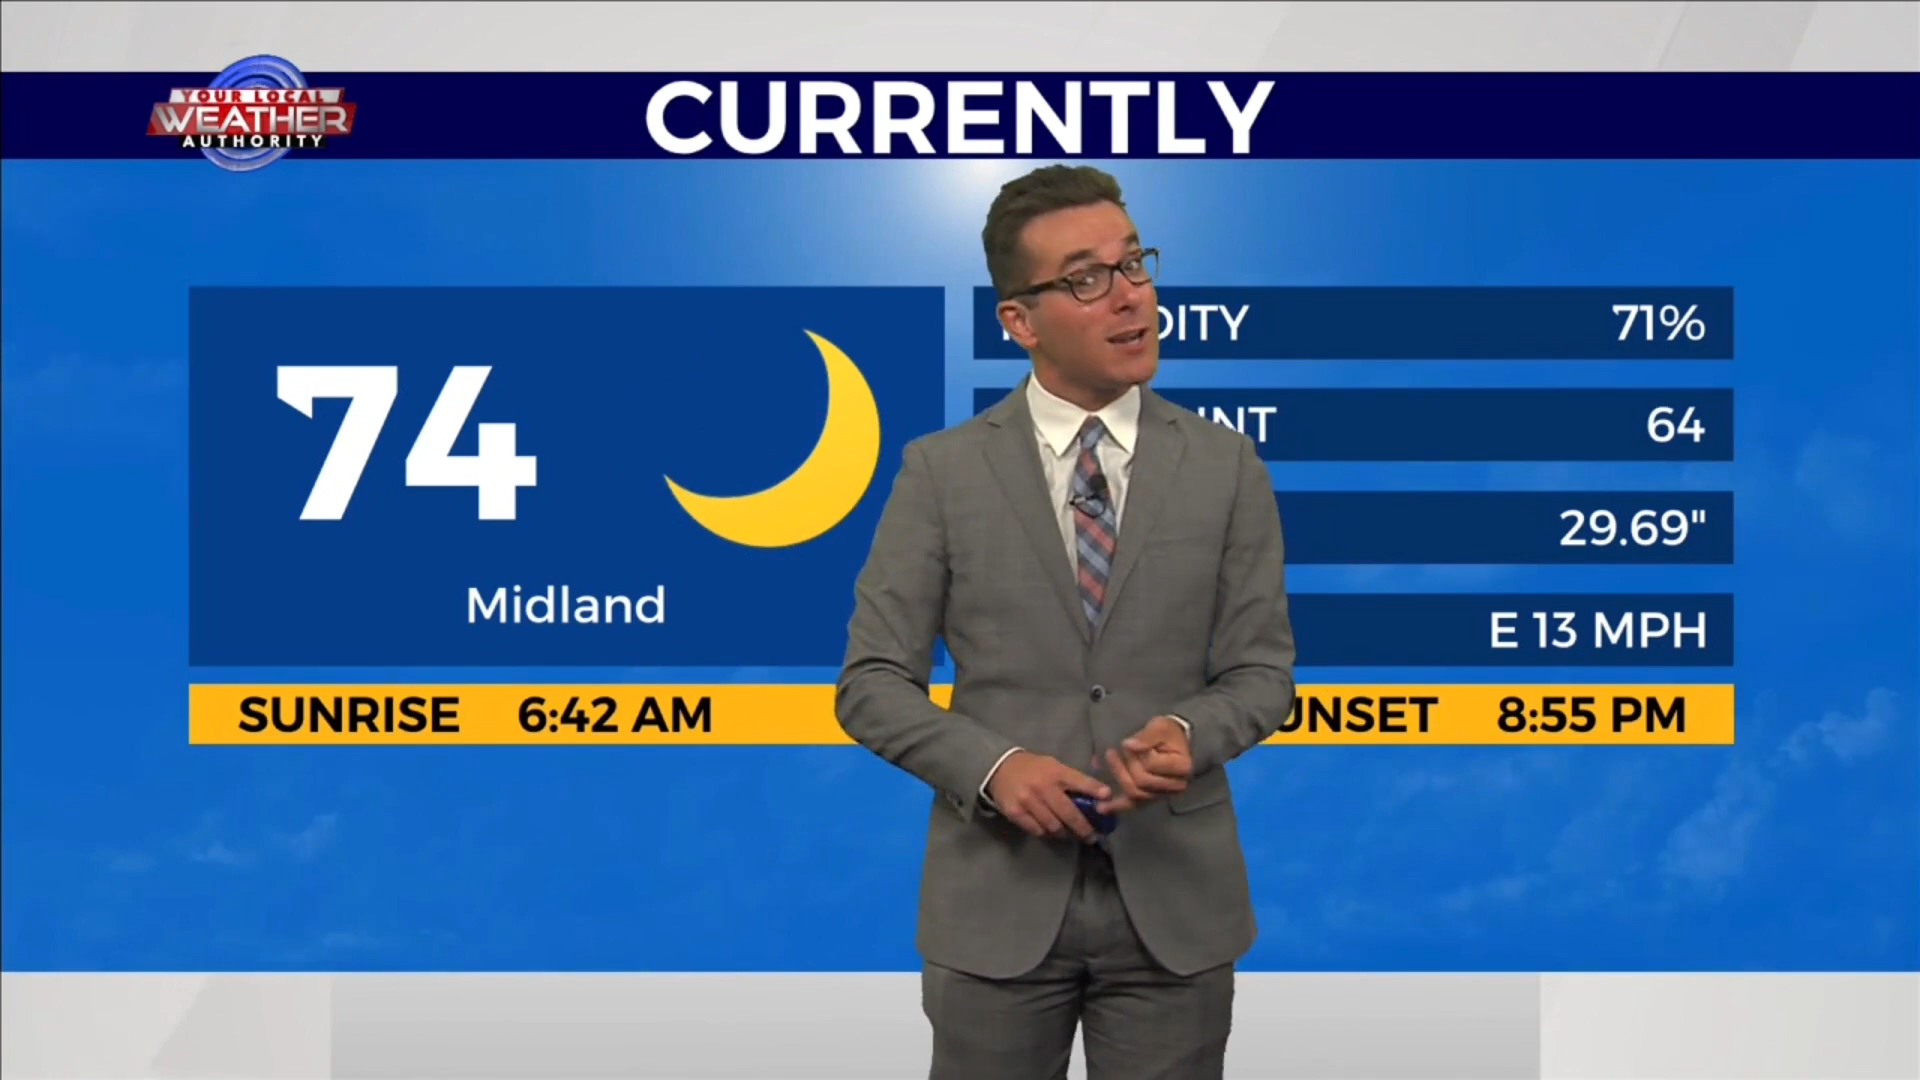 YOUR LOCAL
WEATHER
AUTHORITY
CURRENTLY
74
Midland
71%
64
29.69"
E 13 MPH
SUNRISE 6:42 AM
8:55 PM